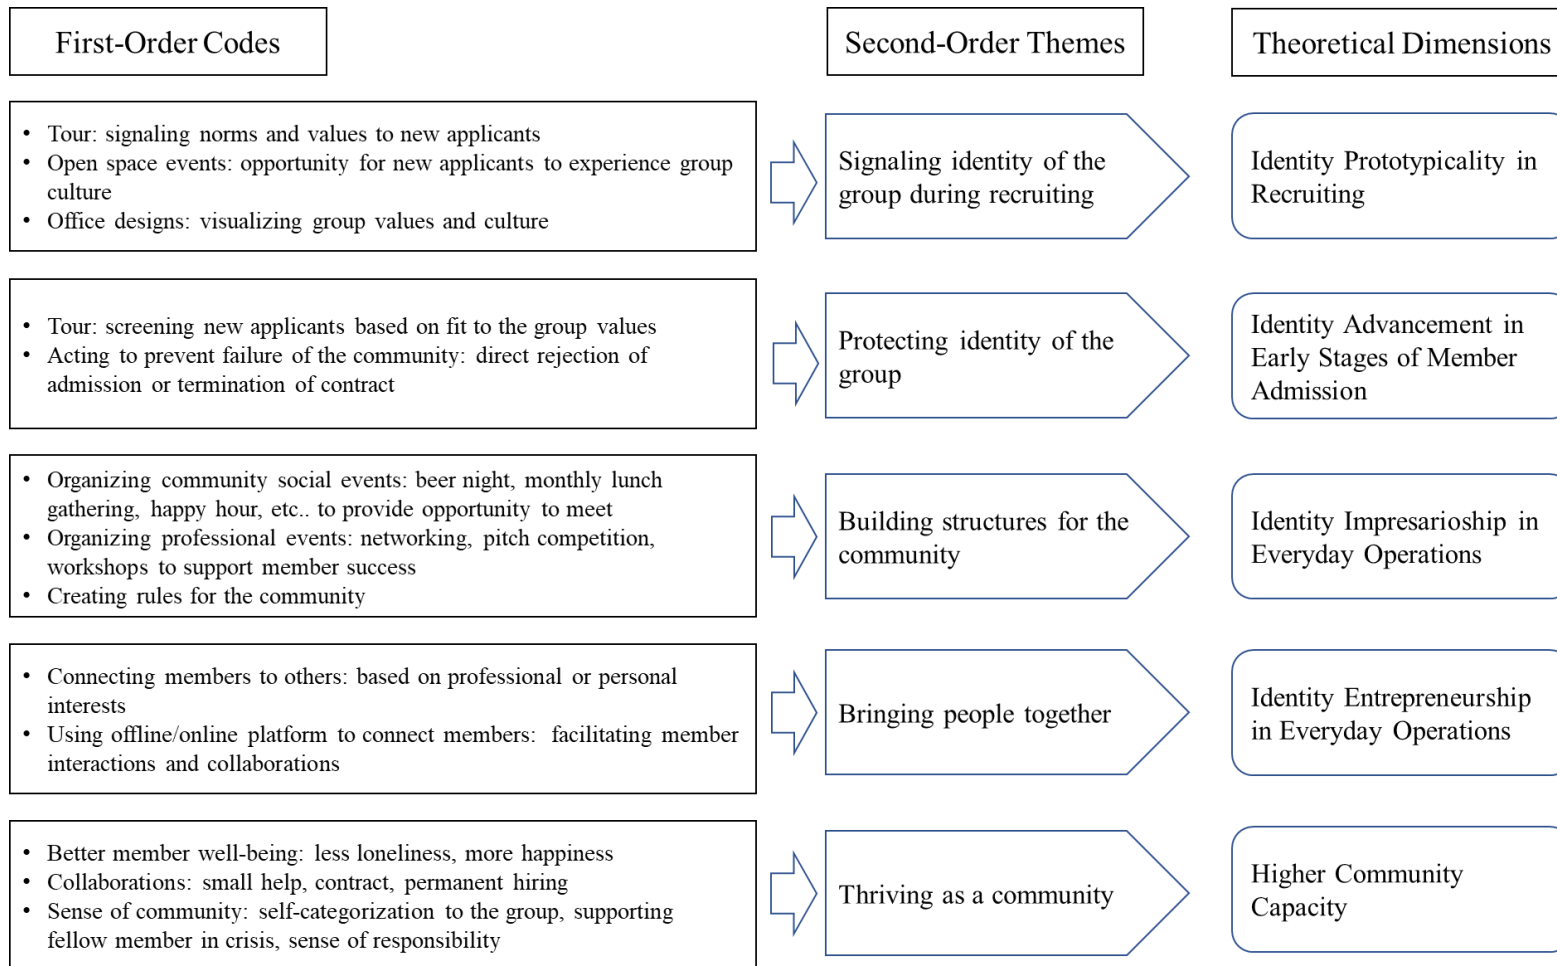 First-Order Codes
Second-Order Themes
Theoretical Dimensions
• Tour: signaling norms and values to new applicants
• Open space events: opportunity for new applicants to experience group
culture
• Office designs: visualizing group values and culture
Signaling identity of the
group during recruiting
Identity Prototypicality in
Recruiting
• Tour: screening new applicants based on fit to the group values
• Acting to prevent failure of the community: direct rejection of
admission or termination of contract
Protecting identity of the
group
Identity Advancement in
Early Stages of Member
Admission
• Organizing community social events: beer night, monthly lunch
gathering, happy hour, etc.. to provide opportunity to meet
• Organizing professional events: networking, pitch competition,
workshops to support member success
• Creating rules for the community
Building structures for the
community
Identity Impresarioship in
Everyday Operations
• Connecting members to others: based on professional or personal
interests
• Using offline/online platform to connect members: facilitating member
interactions and collaborations
Bringing people together
Identity Entrepreneurship
in Everyday Operations
• Better member well-being: less loneliness, more happiness
• Collaborations: small help, contract, permanent hiring
• Sense of community: self-categorization to the group, supporting
fellow member in crisis, sense of responsibility
Thriving as a community
Higher Community
Capacity